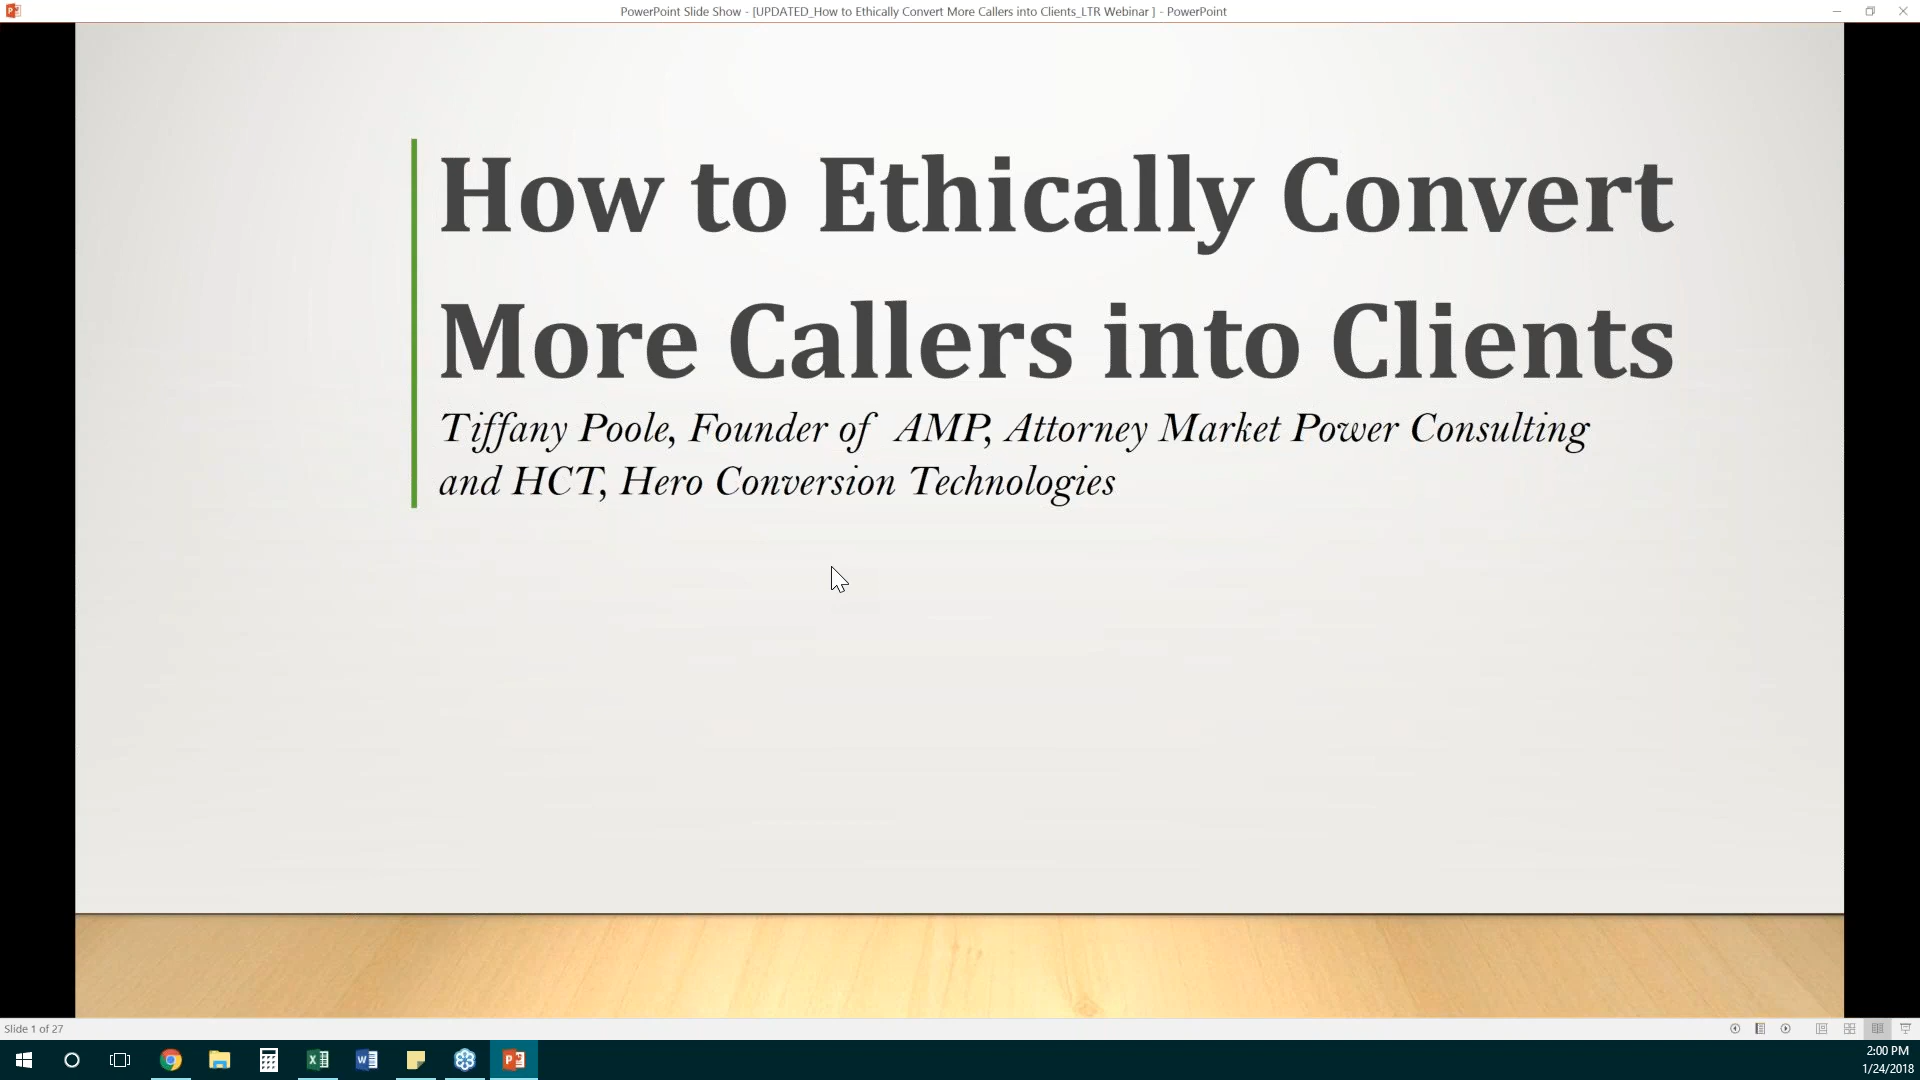 PowerPoint Slide Show - [UPDATED_How to Ethically Convert More Callers into Clients_LTR Webinar ] - PowerPoint
How to Ethically Convert
More Callers into Clients
Tiffany Poole, Founder of  AMP, Attorney Market Power Consulting
and HCT, Hero Conversion Technologies
Slide 1 of 27
2:00 PM
1/24/2018